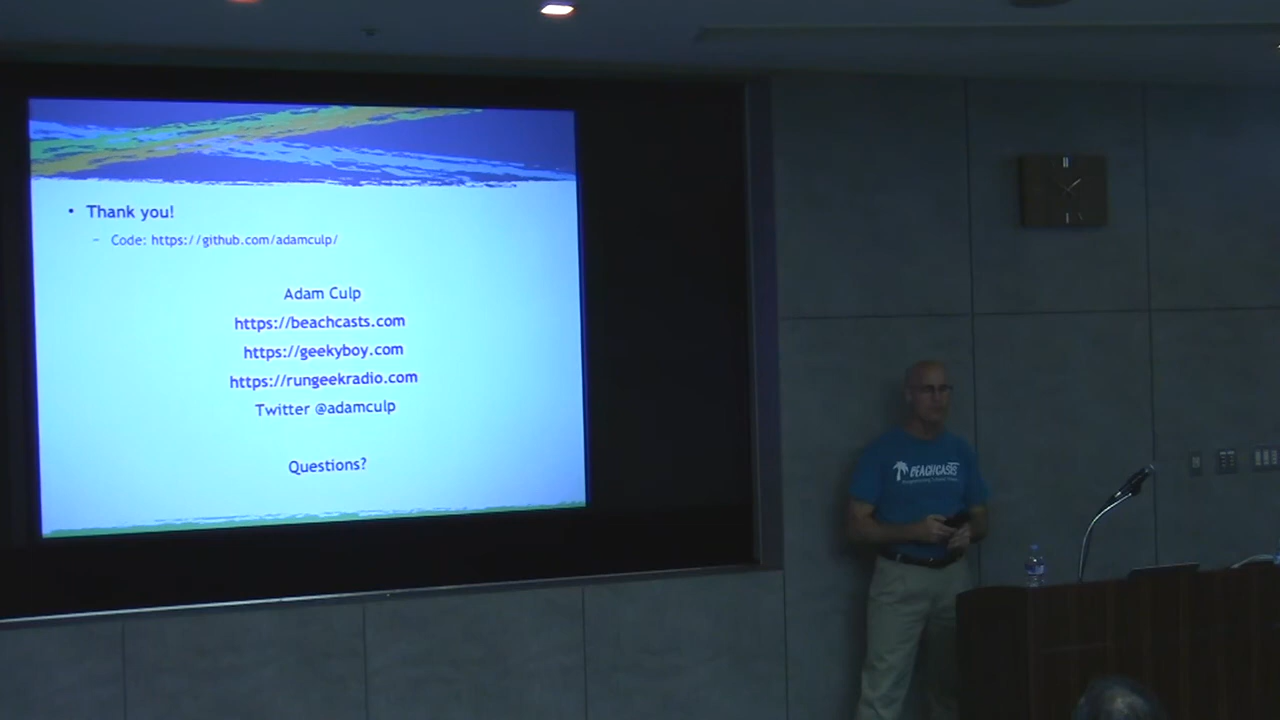 • Thank you!
– Code: https://github.com/adamculp/
Adam Culp
https://beachcasts.com
https://geekyboy.com
https://rungeekradio.com
Twitter @adamculp
Questions?
BEACHCASTS